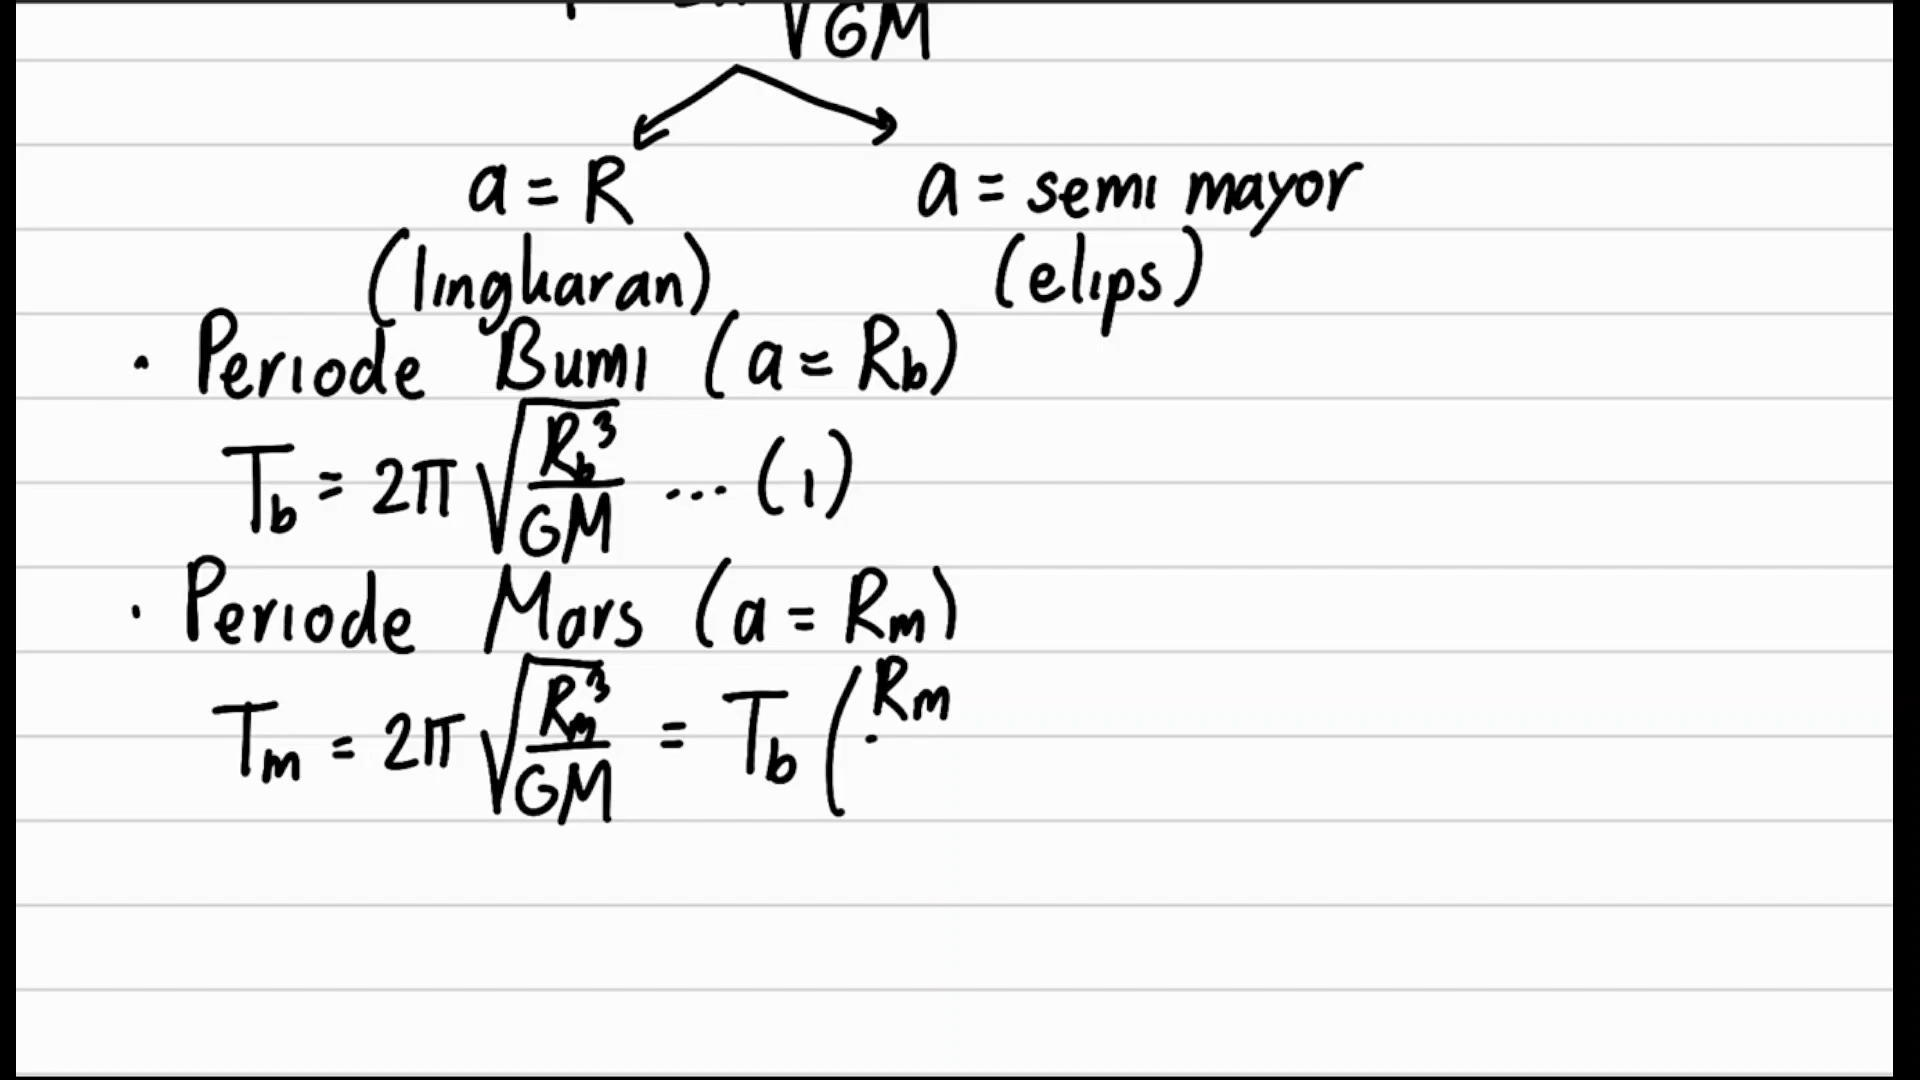 √GM
a = R a = semi mayor
(lingkaran) (elips)
• Periode Bumi (a = Rb)
Tb = 2π √(Rb³/GM) ... (1)
• Periode Mars (a = Rm)
Tm = 2π √(Rm³/GM) = Tb (Rm